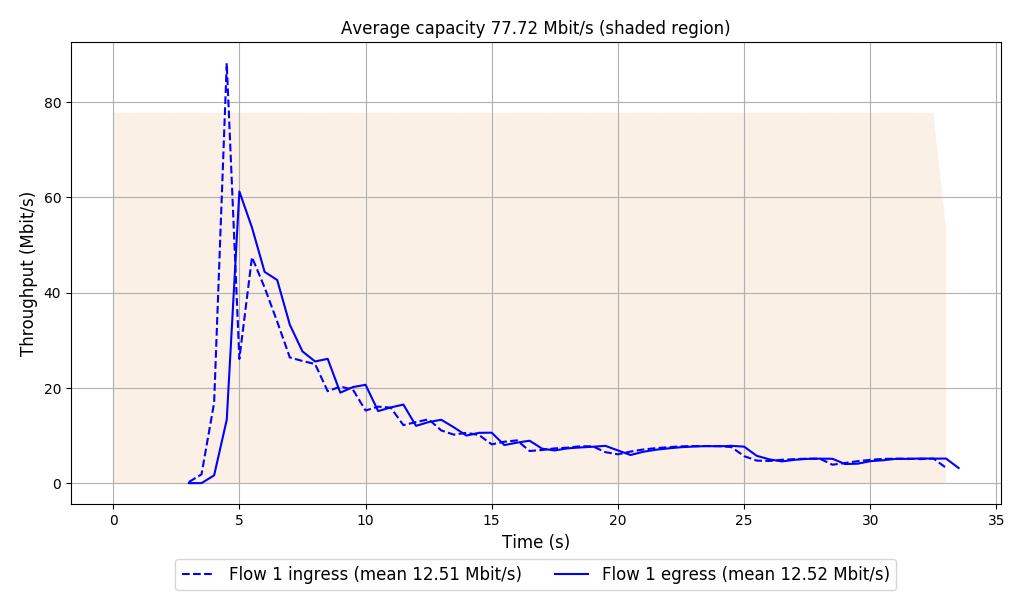 Average capacity 77.72 Mbit/s (shaded region)
Throughput (Mbit/s)
80
60
40
20
0
0 5 10 15 20 25 30 35
Time (s)
Flow 1 ingress (mean 12.51 Mbit/s) Flow 1 egress (mean 12.52 Mbit/s)